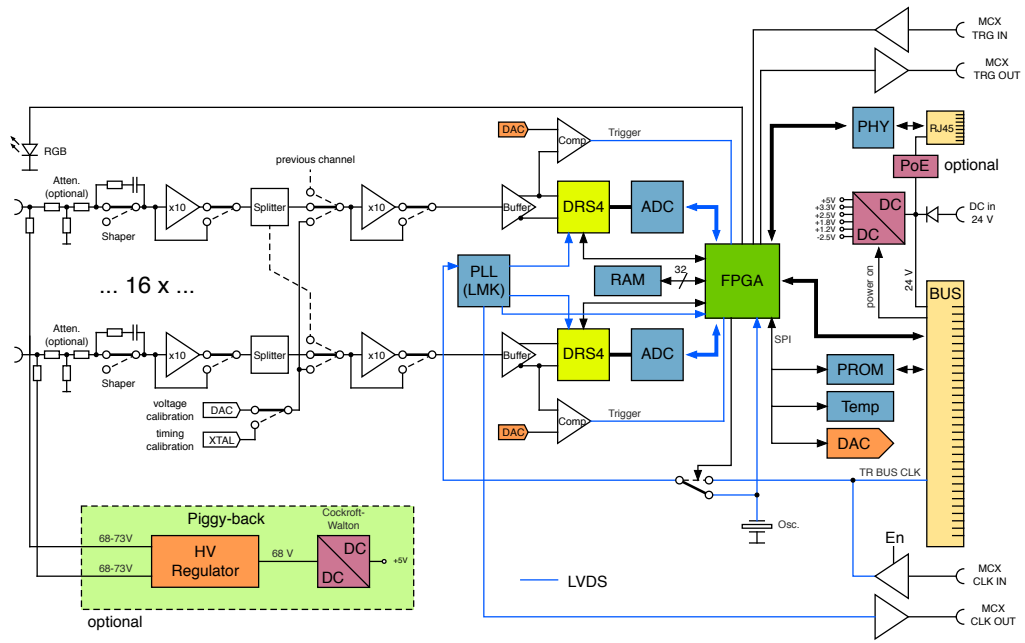 MCX
TRG IN
MCX
TRG OUT
RGB
Atten.
(optional)
Shaper
x10
Splitter
previous channel
x10
Buffer
DAC
Comp
Trigger
DRS4
ADC
PHY
RJ45
PoE
optional
+5V
+3.3V
+2.5V
+1.8V
+1.2V
-2.5V
DC
DC
DC in
24 V
power on
24 V
BUS
... 16 x ...
PLL
(LMK)
RAM
32
FPGA
SPI
Atten.
(optional)
Shaper
x10
Splitter
x10
Buffer
DRS4
ADC
DAC
Comp
Trigger
PROM
Temp
DAC
voltage
calibration
DAC
timing
calibration
XTAL
TR BUS CLK
Osc.
Piggy-back
Cockroft-
Walton
68-73V
68-73V
HV
Regulator
68 V
DC
DC
+5V
optional
LVDS
En
MCX
CLK IN
MCX
CLK OUT